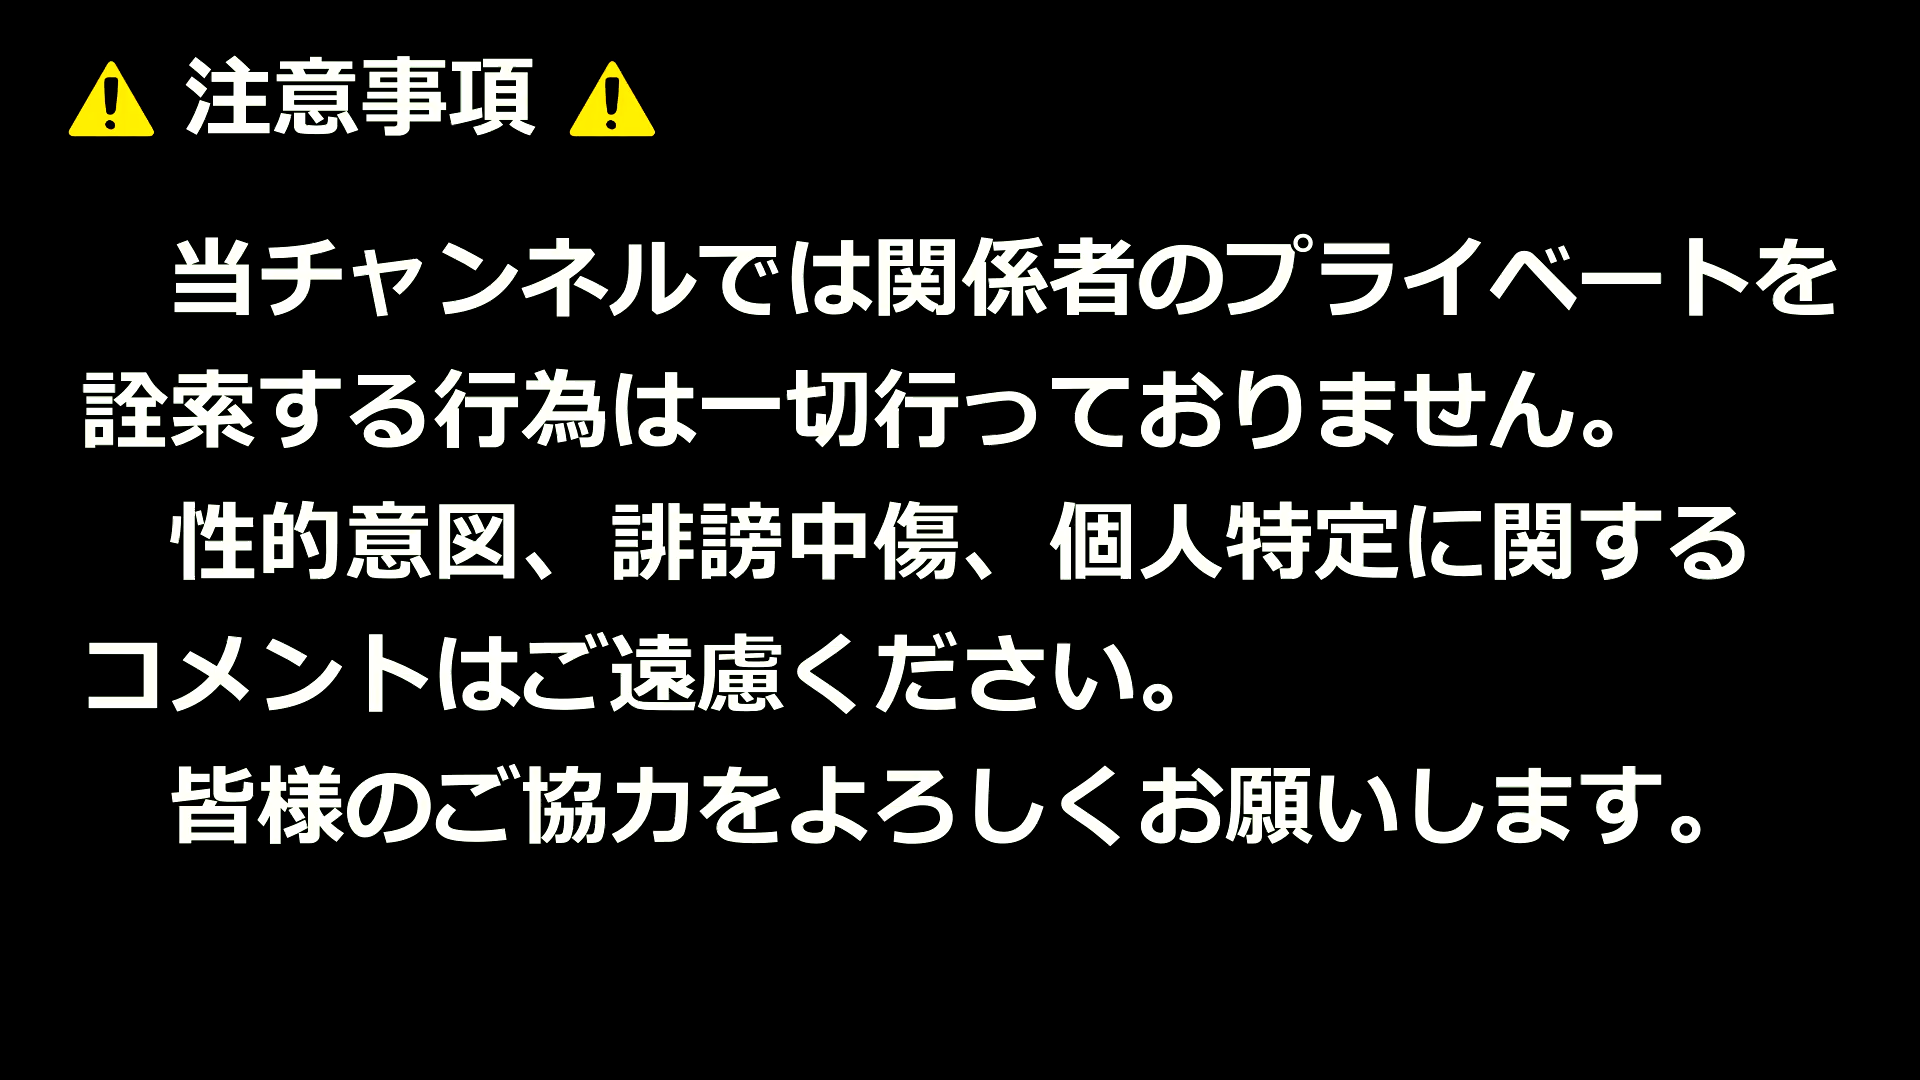 ⚠ 注意事項 ⚠
当チャンネルでは関係者のプライベートを
詮索する行為は一切行っておりません。
性的意図、誹謗中傷、個人特定に関する
コメントはご遠慮ください。
皆様のご協力をよろしくお願いします。